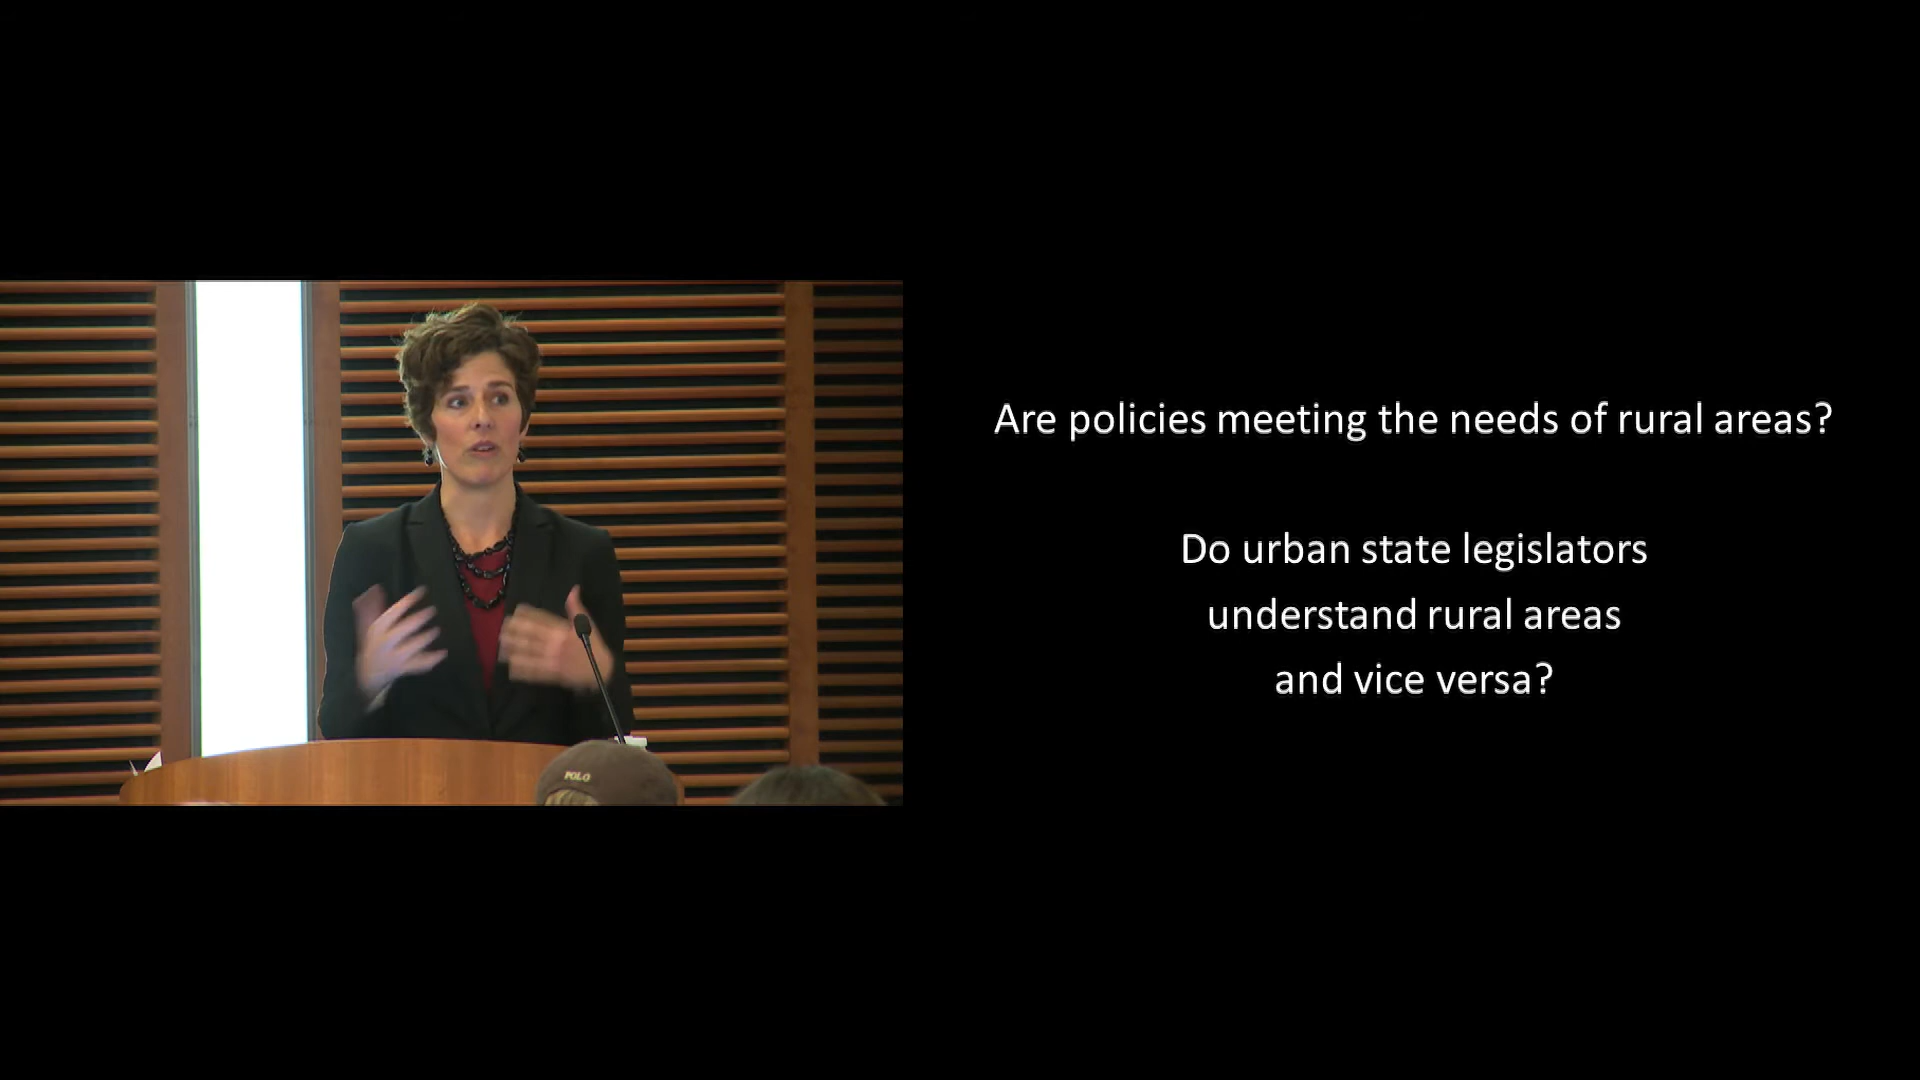 Are policies meeting the needs of rural areas?
Do urban state legislators
understand rural areas
and vice versa?
POLO